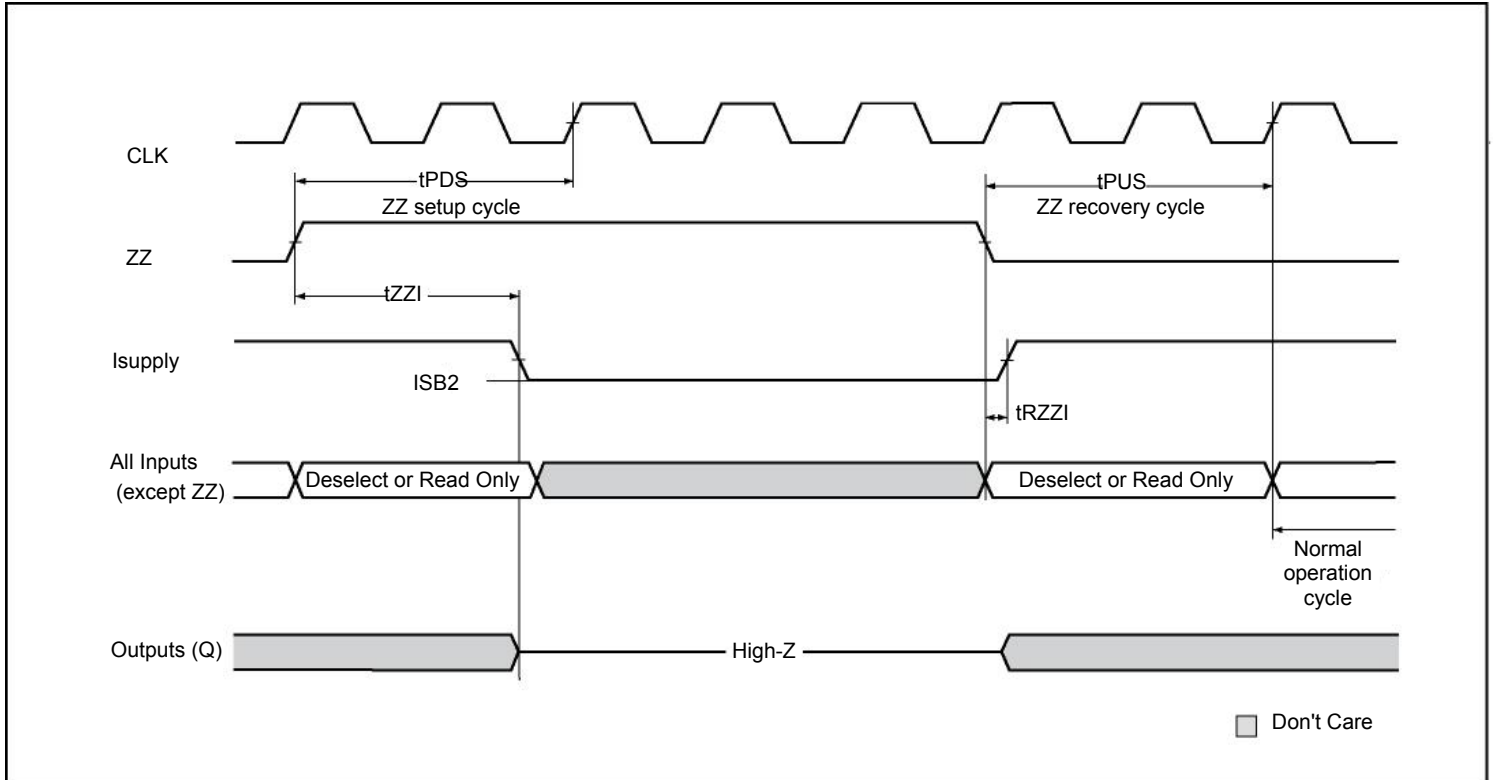 CLK
tPDS
ZZ setup cycle
tPUS
ZZ recovery cycle
ZZ
tZZI
Isupply
ISB2
tRZZI
All Inputs
(except ZZ)
Deselect or Read Only
Deselect or Read Only
Normal
operation
cycle
Outputs (Q)
High-Z
Don't Care